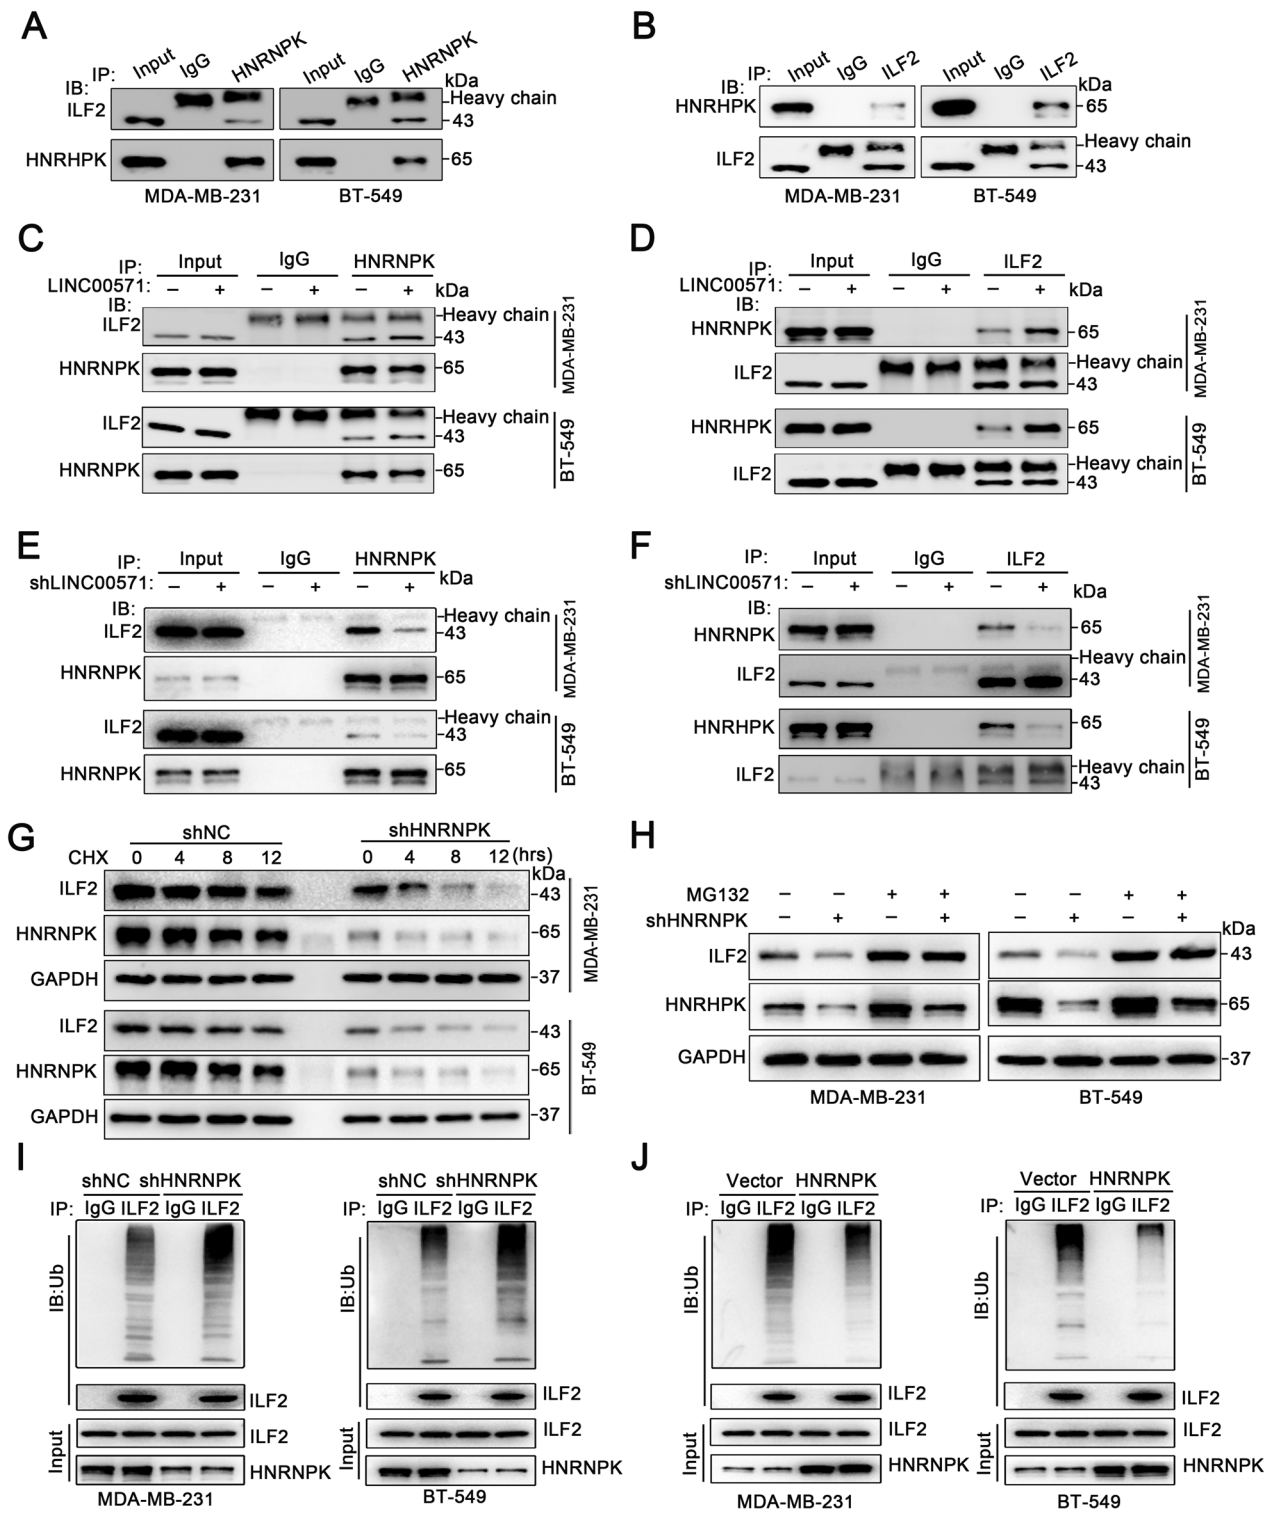 A
IP: Input IgG HNRNPK Input IgG HNRNPK
IB:
kDa
ILF2
Heavy chain
43
HNRHPK
65
MDA-MB-231 BT-549
B
IP: Input IgG ILF2 Input IgG ILF2
IB:
kDa
HNRHPK
65
ILF2
Heavy chain
43
MDA-MB-231 BT-549
C
IP: Input IgG HNRNPK
LINC00571: – + – + – + kDa
IB:
ILF2
Heavy chain
43
HNRNPK
65
MDA-MB-231
ILF2
Heavy chain
43
HNRNPK
65
BT-549
D
IP: Input IgG ILF2
LINC00571: – + – + – + kDa
IB:
HNRNPK
65
ILF2
Heavy chain
43
MDA-MB-231
HNRHPK
65
ILF2
Heavy chain
43
BT-549
E
IP: Input IgG HNRNPK
shLINC00571: – + – + – + kDa
IB:
ILF2
Heavy chain
43
HNRNPK
65
MDA-MB-231
ILF2
Heavy chain
43
HNRNPK
65
BT-549
F
IP: Input IgG ILF2
shLINC00571: – + – + – + kDa
IB:
HNRNPK
65
ILF2
Heavy chain
43
MDA-MB-231
HNRHPK
65
ILF2
Heavy chain
43
BT-549
G
shNC shHNRNPK
CHX 0 4 8 12 0 4 8 12 (hrs)
kDa
ILF2
43
HNRNPK
65
GAPDH
37
MDA-MB-231
ILF2
43
HNRNPK
65
GAPDH
37
BT-549
H
MG132 – – + + – – + +
shHNRNPK – + – + – + – +
kDa
ILF2
43
HNRHPK
65
GAPDH
37
MDA-MB-231 BT-549
I
shNC shHNRNPK
IP: IgG ILF2 IgG ILF2
IB:Ub
ILF2
Input
ILF2
HNRNPK
MDA-MB-231
shNC shHNRNPK
IP: IgG ILF2 IgG ILF2
IB:Ub
ILF2
Input
ILF2
HNRNPK
BT-549
J
Vector HNRNPK
IP: IgG ILF2 IgG ILF2
IB:Ub
ILF2
Input
ILF2
HNRNPK
MDA-MB-231
Vector HNRNPK
IP: IgG ILF2 IgG ILF2
IB:Ub
ILF2
Input
ILF2
HNRNPK
BT-549